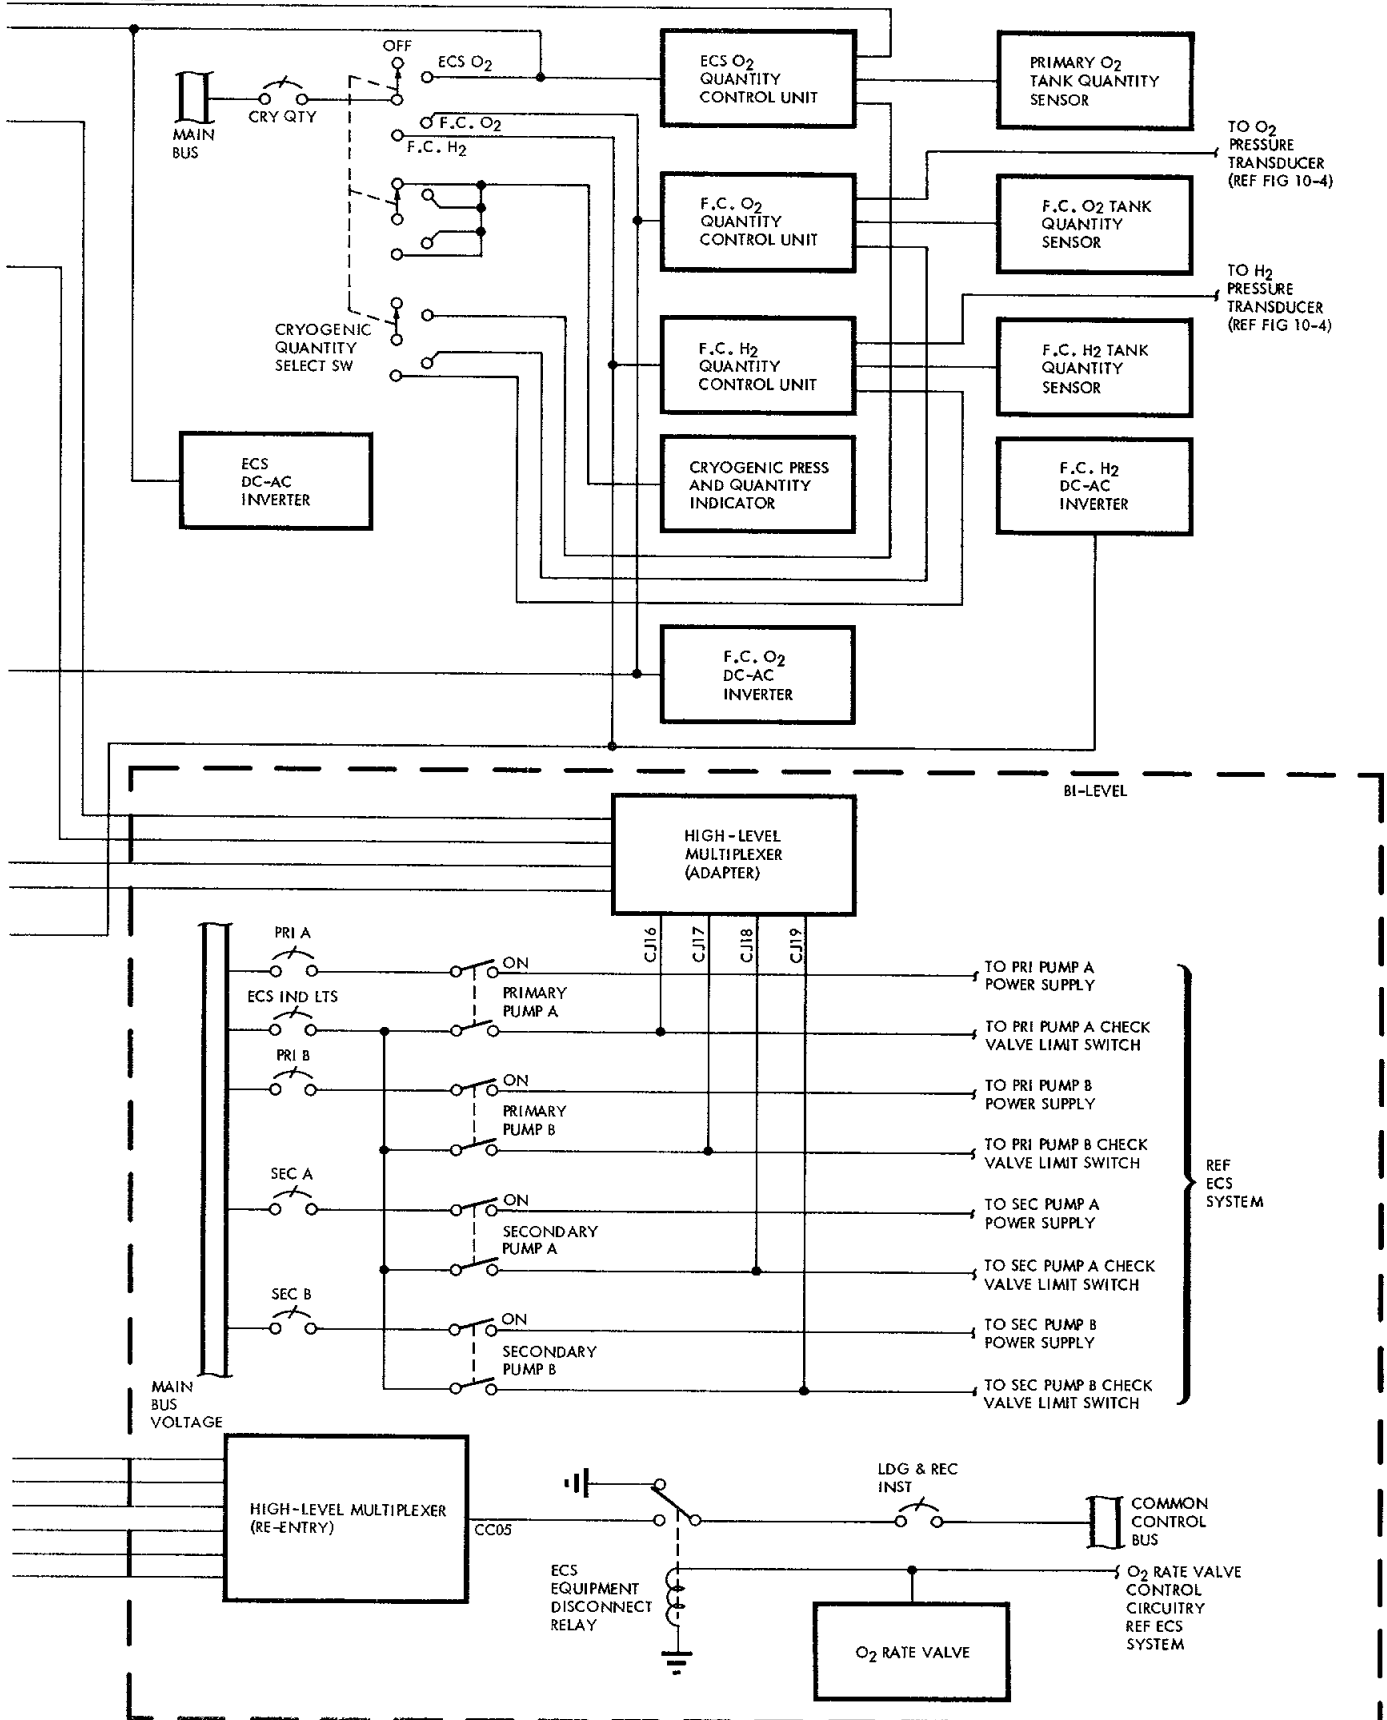 OFF
ECS O2
CRY QTY
MAIN
BUS
F.C. O2
F.C. H2
ECS O2
QUANTITY
CONTROL UNIT
PRIMARY O2
TANK QUANTITY
SENSOR
TO O2
PRESSURE
TRANSDUCER
(REF FIG 10-4)
F.C. O2
QUANTITY
CONTROL UNIT
F.C. O2 TANK
QUANTITY
SENSOR
TO H2
PRESSURE
TRANSDUCER
(REF FIG 10-4)
CRYOGENIC
QUANTITY
SELECT SW
F.C. H2
QUANTITY
CONTROL UNIT
F.C. H2 TANK
QUANTITY
SENSOR
ECS
DC-AC
INVERTER
CRYOGENIC PRESS
AND QUANTITY
INDICATOR
F.C. H2
DC-AC
INVERTER
F.C. O2
DC-AC
INVERTER
BI-LEVEL
HIGH-LEVEL
MULTIPLEXER
(ADAPTER)
CJ16
CJ17
CJ18
CJ19
PRI A
ON
PRIMARY
PUMP A
TO PRI PUMP A
POWER SUPPLY
ECS IND LTS
TO PRI PUMP A CHECK
VALVE LIMIT SWITCH
PRI B
ON
PRIMARY
PUMP B
TO PRI PUMP B
POWER SUPPLY
TO PRI PUMP B CHECK
VALVE LIMIT SWITCH
SEC A
ON
SECONDARY
PUMP A
TO SEC PUMP A
POWER SUPPLY
TO SEC PUMP A CHECK
VALVE LIMIT SWITCH
SEC B
ON
SECONDARY
PUMP B
TO SEC PUMP B
POWER SUPPLY
TO SEC PUMP B CHECK
VALVE LIMIT SWITCH
REF
ECS
SYSTEM
MAIN
BUS
VOLTAGE
HIGH-LEVEL MULTIPLEXER
(RE-ENTRY)
CC05
LDG & REC
INST
COMMON
CONTROL
BUS
ECS
EQUIPMENT
DISCONNECT
RELAY
O2 RATE VALVE
CONTROL
CIRCUITRY
REF ECS
SYSTEM
O2 RATE VALVE